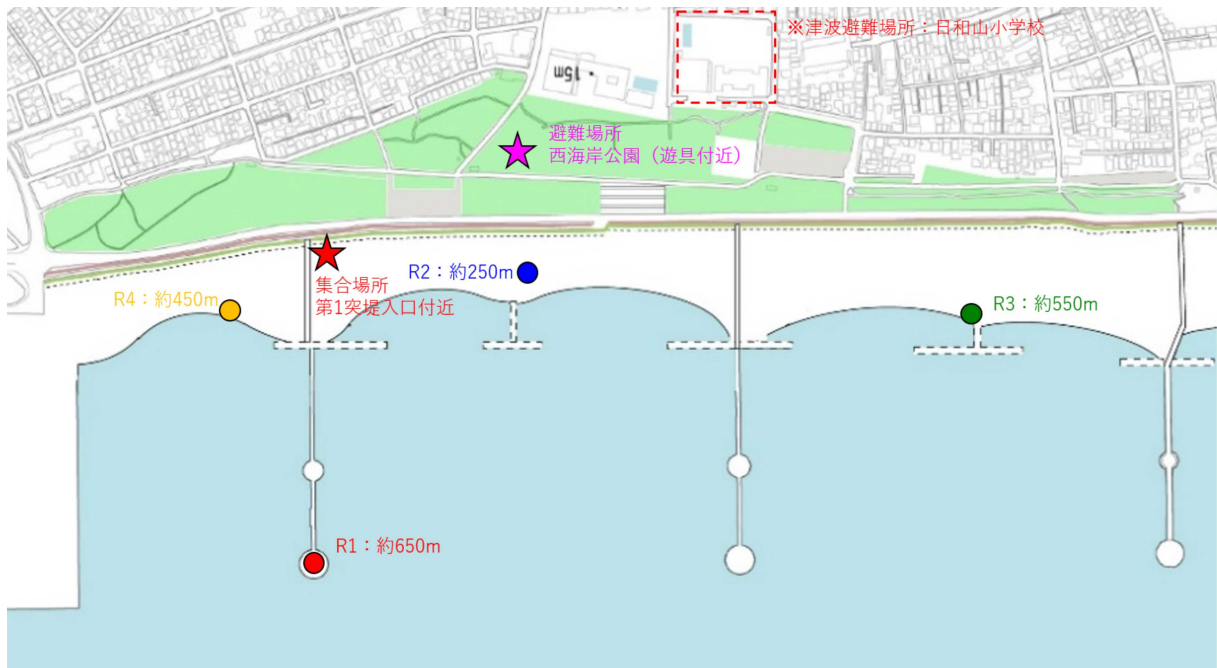 ※津波避難場所：日和山小学校
・15m
避難場所
西海岸公園（遊具付近）
R2：約250m
集合場所
第1突堤入口付近
R4：約450m
R3：約550m
R1：約650m